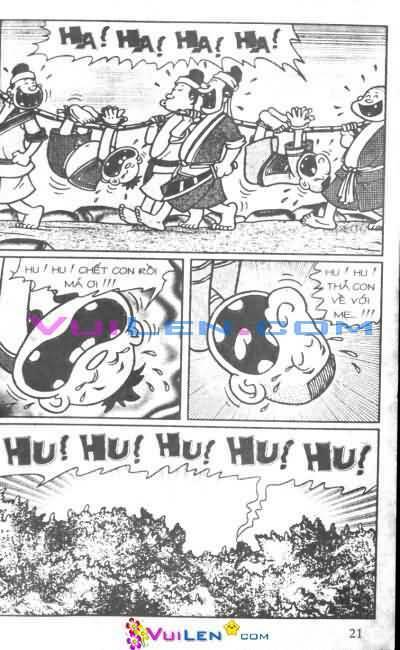 HA! HA! HA! HA!
HU! HU! CHẾT CON RỒI
MÁ ƠI!!!
HU! HU!
THẢ CON
VỀ VỚI
MẸ...!!!
VUILEN.COM
HU! HU! HU! HU! HU!
21
VUILEN.COM